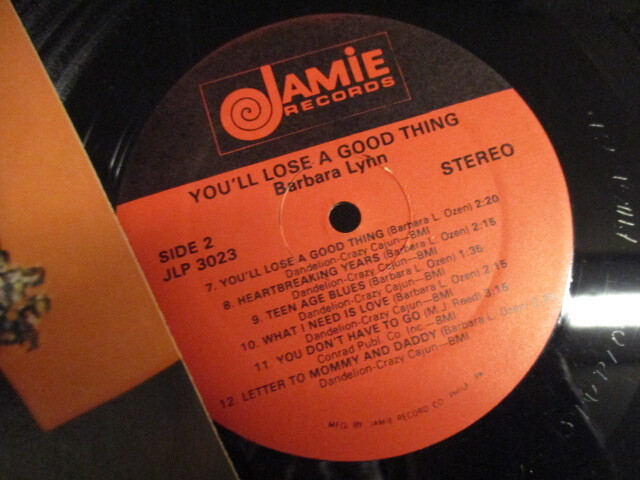 JAMIE
RECORDS
YOU'LL LOSE A GOOD THING
Barbara Lynn
STEREO
SIDE 2
JLP 3023
7. YOU'LL LOSE A GOOD THING (Barbara L. Ozen) 2:20
Dandelion-Crazy Cajun—BMI
8. HEARTBREAKING YEARS (Barbara L. Ozen) 2:15
Dandelion-Crazy Cajun—BMI
9. TEEN AGE BLUES (Barbara L. Ozen) 1:35
Dandelion-Crazy Cajun—BMI
10. WHAT I NEED IS LOVE (Barbara L. Ozen) 2:15
Dandelion-Crazy Cajun—BMI
11. YOU DON'T HAVE TO GO (M.J. Reed) 3:15
Conrad Publ. Co. Inc.—BMI
12. LETTER TO MOMMY AND DADDY (Barbara L. Ozen)
Dandelion-Crazy Cajun—BMI
MFG. BY JAMIE RECORD CO. PHILA. PA.